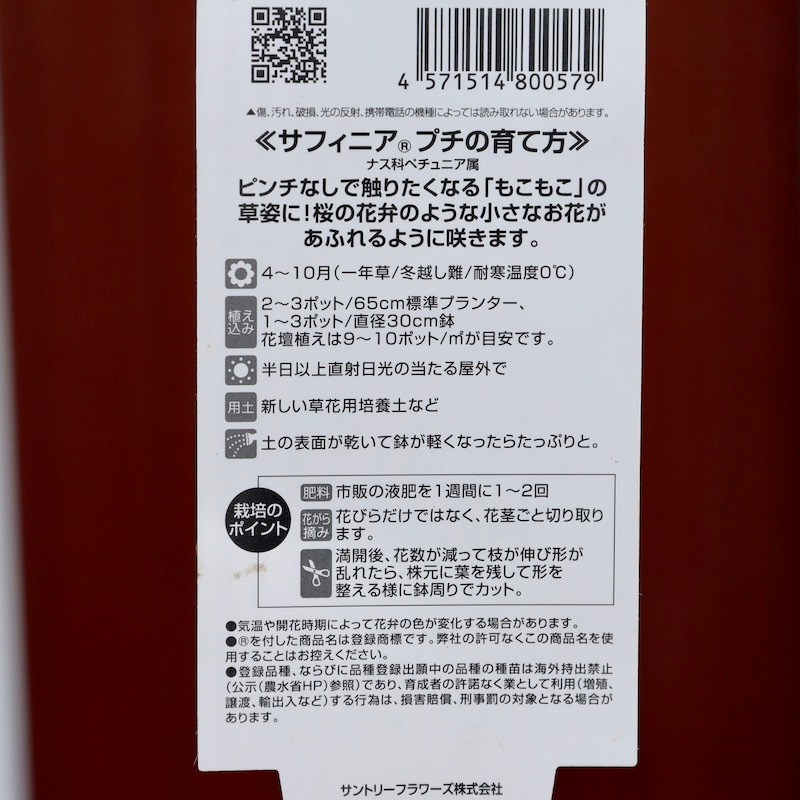 4 571514 800579
▲傷、汚れ、破損、光の反射、携帯電話の機種によっては読み取れない場合があります。
≪サフィニア®プチの育て方≫
ナス科ペチュニア属
ピンチなしで触りたくなる「もこもこ」の
草姿に!桜の花弁のような小さなお花が
あふれるように咲きます。
4〜10月(一年草/冬越し難/耐寒温度0℃)
植え込み 2〜3ポット/65cm標準プランター、
1〜3ポット/直径30cm鉢
花壇植えは9〜10ポット/㎡が目安です。
半日以上直射日光の当たる屋外で
用土 新しい草花用培養土など
土の表面が乾いて鉢が軽くなったらたっぷりと。
栽培の
ポイント
肥料 市販の液肥を1週間に1〜2回
花がら摘み 花びらだけではなく、花茎ごと切り取り
ます。
満開後、花数が減って枝が伸び形が
乱れたら、株元に葉を残して形を
整える様に鉢周りでカット。
●気温や開花時期によって花弁の色が変化する場合があります。
●®を付した商品名は登録商標です。弊社の許可なくこの商品名を使
用することはお控えください。
●登録品種、ならびに品種登録出願中の品種の種苗は海外持出禁止
(公示(農水省HP)参照)であり、育成者の許諾なく業として利用(増殖、
譲渡、輸出入など)する行為は、損害賠償、刑事罰の対象となる場合が
あります。
サントリーフラワーズ株式会社